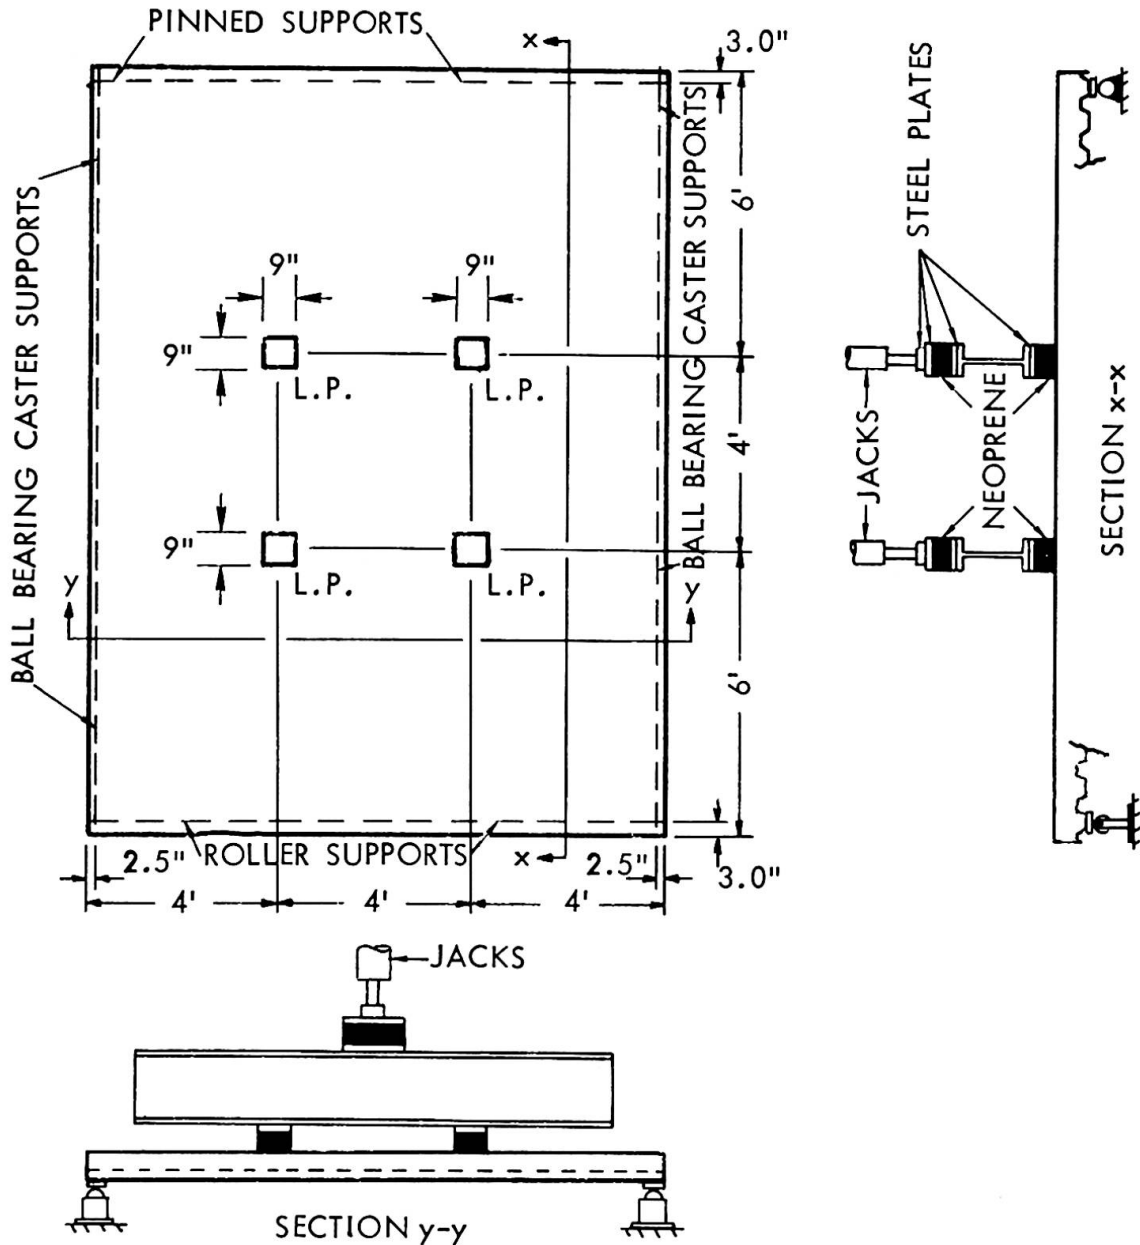 PINNED SUPPORTS
x
3.0"
BALL BEARING CASTER SUPPORTS
BALL BEARING CASTER SUPPORTS
6'
STEEL PLATES
9"
9"
9"
L.P.
L.P.
4'
JACKS
NEOPRENE
SECTION x-x
9"
L.P.
L.P.
y
y
6'
ROLLER SUPPORTS
x
2.5"
2.5"
3.0"
4'
4'
4'
JACKS
SECTION y-y